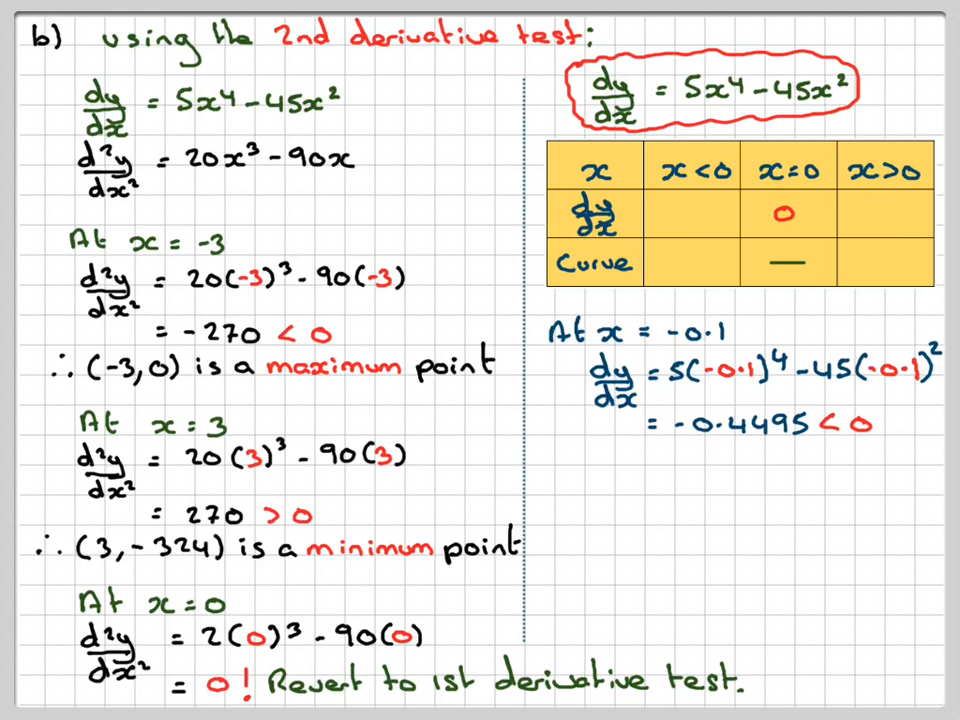 b) using the 2nd derivative test:
dy/dx = 5x⁴ - 45x²
d²y/dx² = 20x³ - 90x
At x = -3
d²y/dx² = 20(-3)³ - 90(-3)
= -270 < 0
∴ (-3,0) is a maximum point
At x = 3
d²y/dx² = 20(3)³ - 90(3)
= 270 > 0
∴ (3,-324) is a minimum point
At x = 0
d²y/dx² = 2(0)³ - 90(0)
= 0! Revert to 1st derivative test.
dy/dx = 5x⁴ - 45x²
x x<0 x=0 x>0
dy/dx 0
Curve —
At x = -0.1
dy/dx = 5(-0.1)⁴ - 45(-0.1)²
= -0.4495 < 0